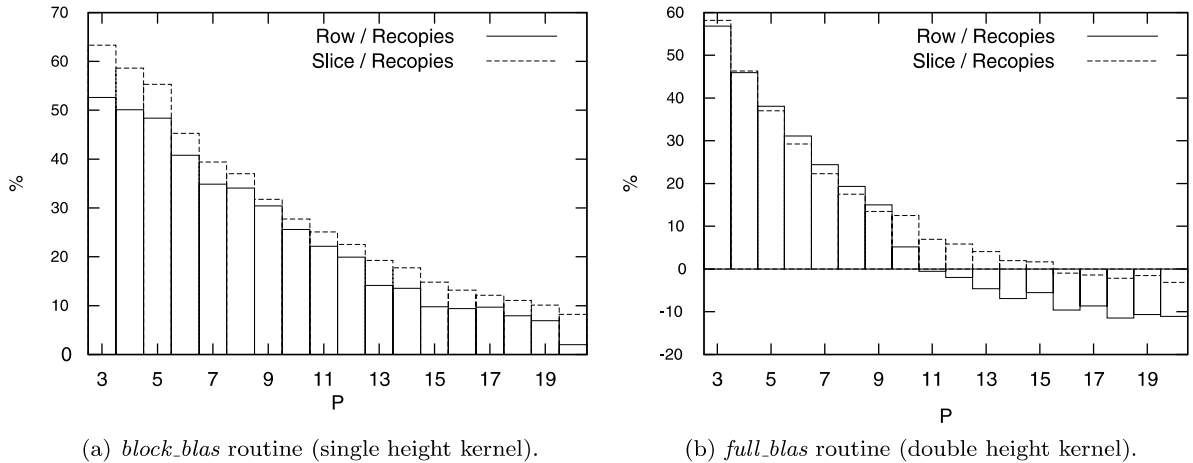 70
60
50
40
30
20
10
0
%
Row / Recopies
Slice / Recopies
3 5 7 9 11 13 15 17 19
P
(a) block_blas routine (single height kernel).
60
50
40
30
20
10
0
-10
-20
%
Row / Recopies
Slice / Recopies
3 5 7 9 11 13 15 17 19
P
(b) full_blas routine (double height kernel).